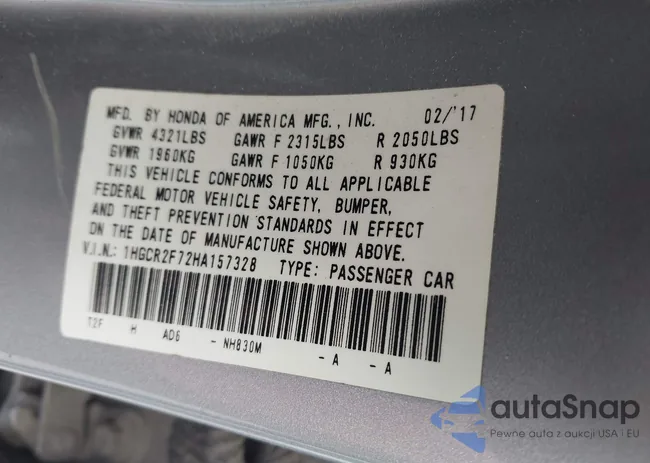 MFD. BY HONDA OF AMERICA MFG., INC. 02/'17
GVWR 4321LBS GAWR F 2315LBS R 2050LBS
GVWR 1960KG GAWR F 1050KG R 930KG
THIS VEHICLE CONFORMS TO ALL APPLICABLE
FEDERAL MOTOR VEHICLE SAFETY, BUMPER,
AND THEFT PREVENTION STANDARDS IN EFFECT
ON THE DATE OF MANUFACTURE SHOWN ABOVE.
V.I.N.: 1HGCR2F72HA157328 TYPE: PASSENGER CAR
T2F H AD6 - NH830M - A - A
autaSnap
Pewne auta z aukcji USA i EU